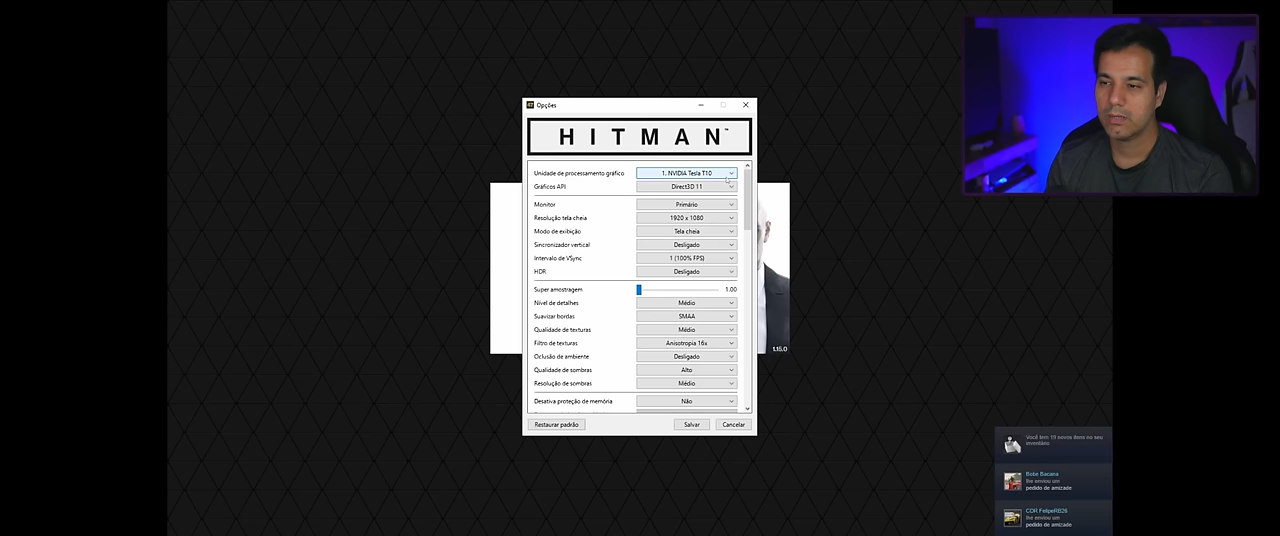 Opções
HITMAN™
Unidade de processamento gráfico 1. NVIDIA Tesla T10
Gráficos API Direct3D 11
Monitor Primário
Resolução tela cheia 1920 x 1080
Modo de exibição Tela cheia
Sincronizador vertical Desligado
Intervalo de VSync 1 (100% FPS)
HDR Desligado
Super amostragem 1.00
Nível de detalhes Médio
Suavizar bordas SMAA
Qualidade de texturas Médio
Filtro de texturas Anisotropia 16x
Oclusão de ambiente Desligado
Qualidade de sombras Alto
Resolução de sombras Médio
Desativa proteção de memória Não
Restaurar padrão Salvar Cancelar
1.15.0
Você tem 19 novos itens no seu
inventário
Bobe Bacana
lhe enviou um
pedido de amizade
COR FelipeRB26
lhe enviou um
pedido de amizade